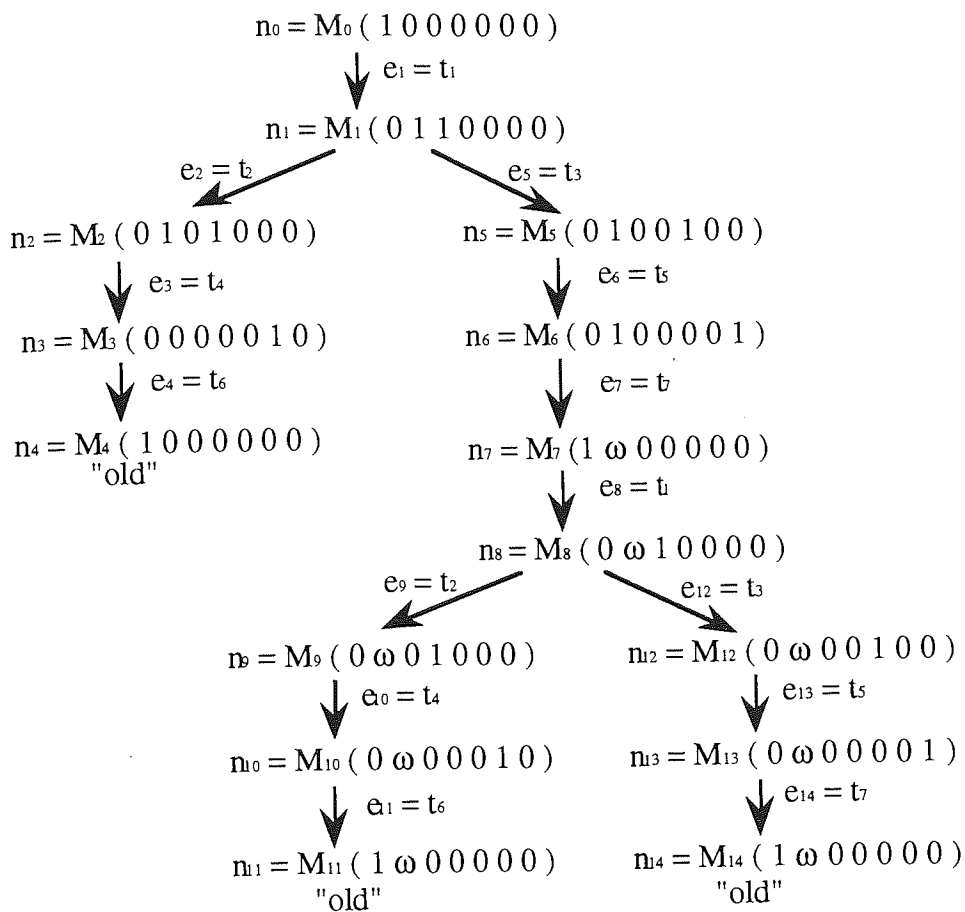 n₀ = M₀ ( 1 0 0 0 0 0 0 )
e₁ = t₁
n₁ = M₁ ( 0 1 1 0 0 0 0 )
e₂ = t₂
e₅ = t₃
n₂ = M₂ ( 0 1 0 1 0 0 0 )
n₅ = M₅ ( 0 1 0 0 1 0 0 )
e₃ = t₄
e₆ = t₅
n₃ = M₃ ( 0 0 0 0 0 1 0 )
n₆ = M₆ ( 0 1 0 0 0 0 1 )
e₄ = t₆
e₇ = t₇
n₄ = M₄ ( 1 0 0 0 0 0 0 )
"old"
n₇ = M₇ ( 1 ω 0 0 0 0 0 )
e₈ = t₁
n₈ = M₈ ( 0 ω 1 0 0 0 0 )
e₉ = t₂
e₁₂ = t₃
n₉ = M₉ ( 0 ω 0 1 0 0 0 )
n₁₂ = M₁₂ ( 0 ω 0 0 1 0 0 )
e₁₀ = t₄
e₁₃ = t₅
n₁₀ = M₁₀ ( 0 ω 0 0 0 1 0 )
n₁₃ = M₁₃ ( 0 ω 0 0 0 0 1 )
e₁₁ = t₆
e₁₄ = t₇
n₁₁ = M₁₁ ( 1 ω 0 0 0 0 0 )
"old"
n₁₄ = M₁₄ ( 1 ω 0 0 0 0 0 )
"old"